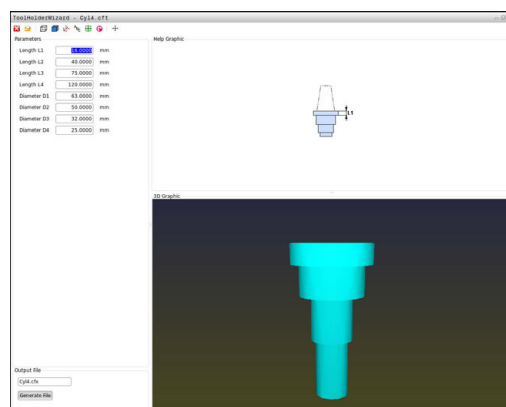 ToolHolderWizard - Cyl4.cft
Parameters
Length L1 mm
Length L2 40.0000 mm
Length L3 75.0000 mm
Length L4 120.0000 mm
Diameter D1 63.0000 mm
Diameter D2 50.0000 mm
Diameter D3 32.0000 mm
Diameter D4 25.0000 mm
Output File
Cyl4.cfx
Generate File
Help Graphic
L1
3D Graphic